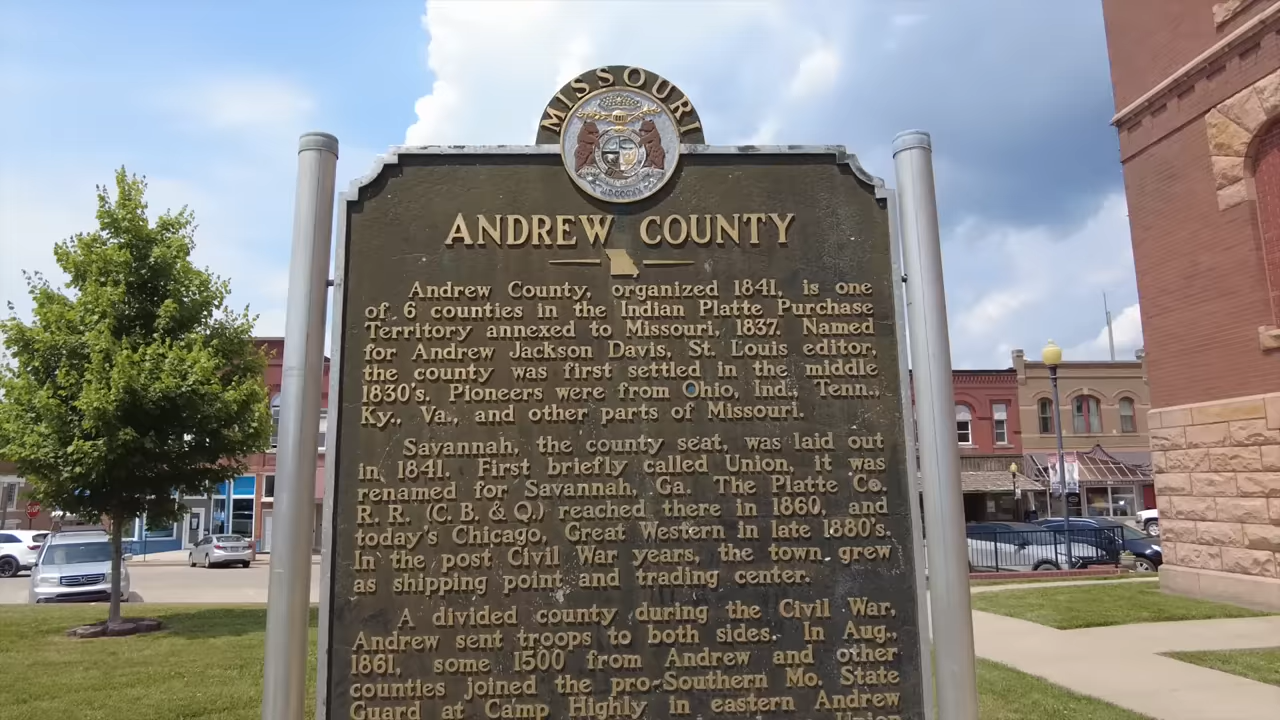 MISSOURI
MDCCCXX
ANDREW COUNTY
Andrew County, organized 1841, is one
of 6 counties in the Indian Platte Purchase
Territory annexed to Missouri, 1837. Named
for Andrew Jackson Davis, St. Louis editor,
the county was first settled in the middle
1830's. Pioneers were from Ohio, Ind., Tenn.,
Ky., Va., and other parts of Missouri.
Savannah, the county seat, was laid out
in 1841. First briefly called Union, it was
renamed for Savannah, Ga. The Platte Co.
R. R. (C. B. & Q.) reached there in 1860, and
today's Chicago, Great Western in late 1880's.
In the post Civil War years, the town grew
as shipping point and trading center.
A divided county during the Civil War,
Andrew sent troops to both sides. In Aug.,
1861, some 1500 from Andrew and other
counties joined the pro-Southern Mo. State
Guard at Camp Highly in eastern Andrew
Union
STOP